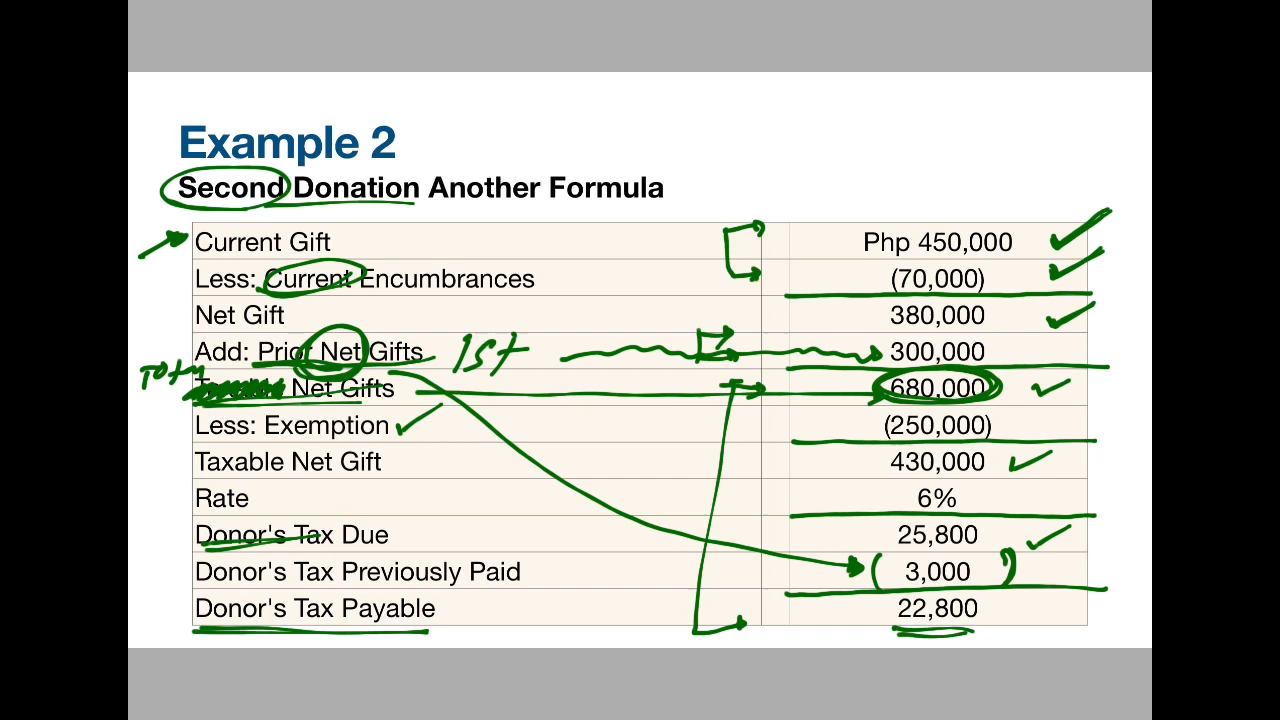 Example 2
Second Donation Another Formula
Current Gift Php 450,000
Less: Current Encumbrances (70,000)
Net Gift 380,000
Add: Prior Net Gifts 1st 300,000
Total Net Gifts 680,000
Less: Exemption (250,000)
Taxable Net Gift 430,000
Rate 6%
Donor's Tax Due 25,800
Donor's Tax Previously Paid (3,000)
Donor's Tax Payable 22,800